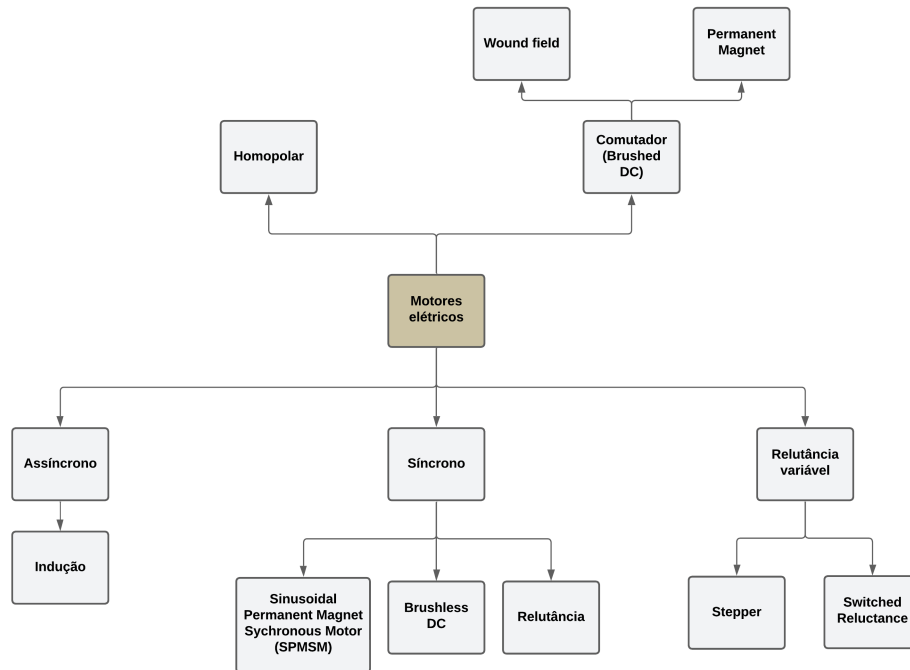 Wound field
Permanent
Magnet
Homopolar
Comutador
(Brushed
DC)
Motores
elétricos
Assíncrono
Síncrono
Relutância
variável
Indução
Sinusoidal
Permanent Magnet
Sychronous Motor
(SPMSM)
Brushless
DC
Relutância
Stepper
Switched
Reluctance